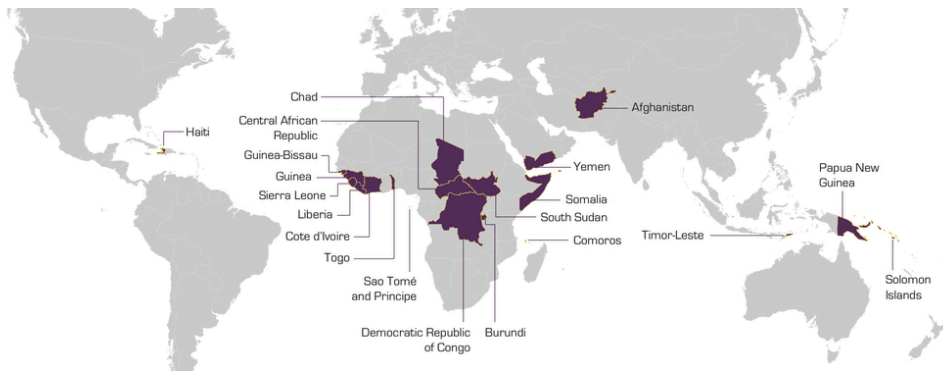 Chad
Central African
Republic
Haiti
Guinea-Bissau
Guinea
Sierra Leone
Liberia
Cote d'Ivoire
Togo
Sao Tomé
and Principe
Democratic Republic
of Congo
Burundi
Afghanistan
Yemen
Somalia
South Sudan
Comoros
Timor-Leste
Papua New
Guinea
Solomon
Islands